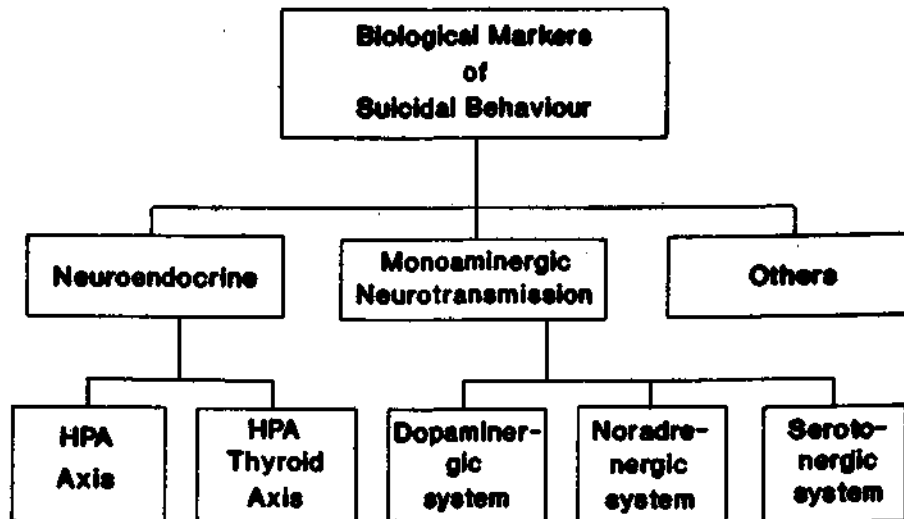 Biological Markers
of
Suicidal Behaviour
Neuroendocrine
Monoaminergic
Neurotransmission
Others
HPA
Axis
HPA
Thyroid
Axis
Dopaminer-
gic
system
Noradre-
nergic
system
Seroto-
nergic
system